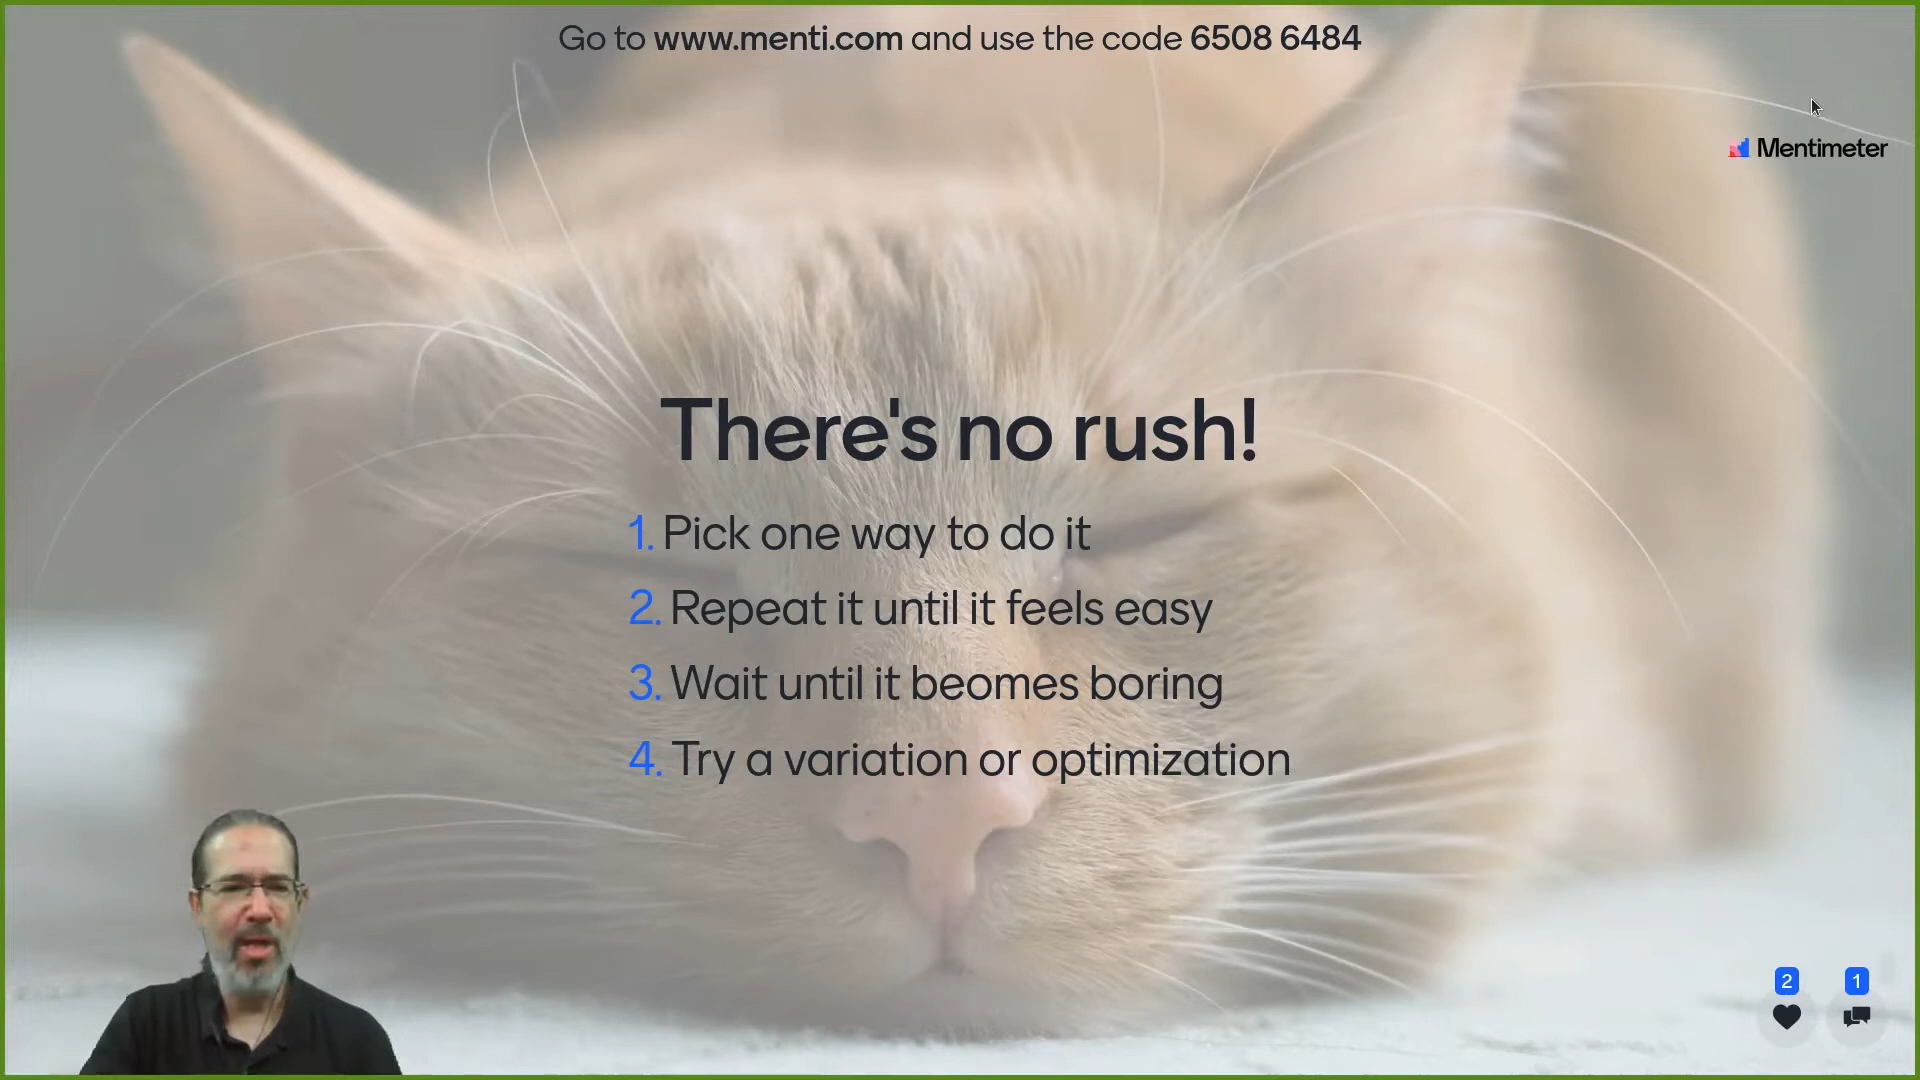 Go to www.menti.com and use the code 6508 6484
Mentimeter
There's no rush!
1. Pick one way to do it
2. Repeat it until it feels easy
3. Wait until it beomes boring
4. Try a variation or optimization
2 1